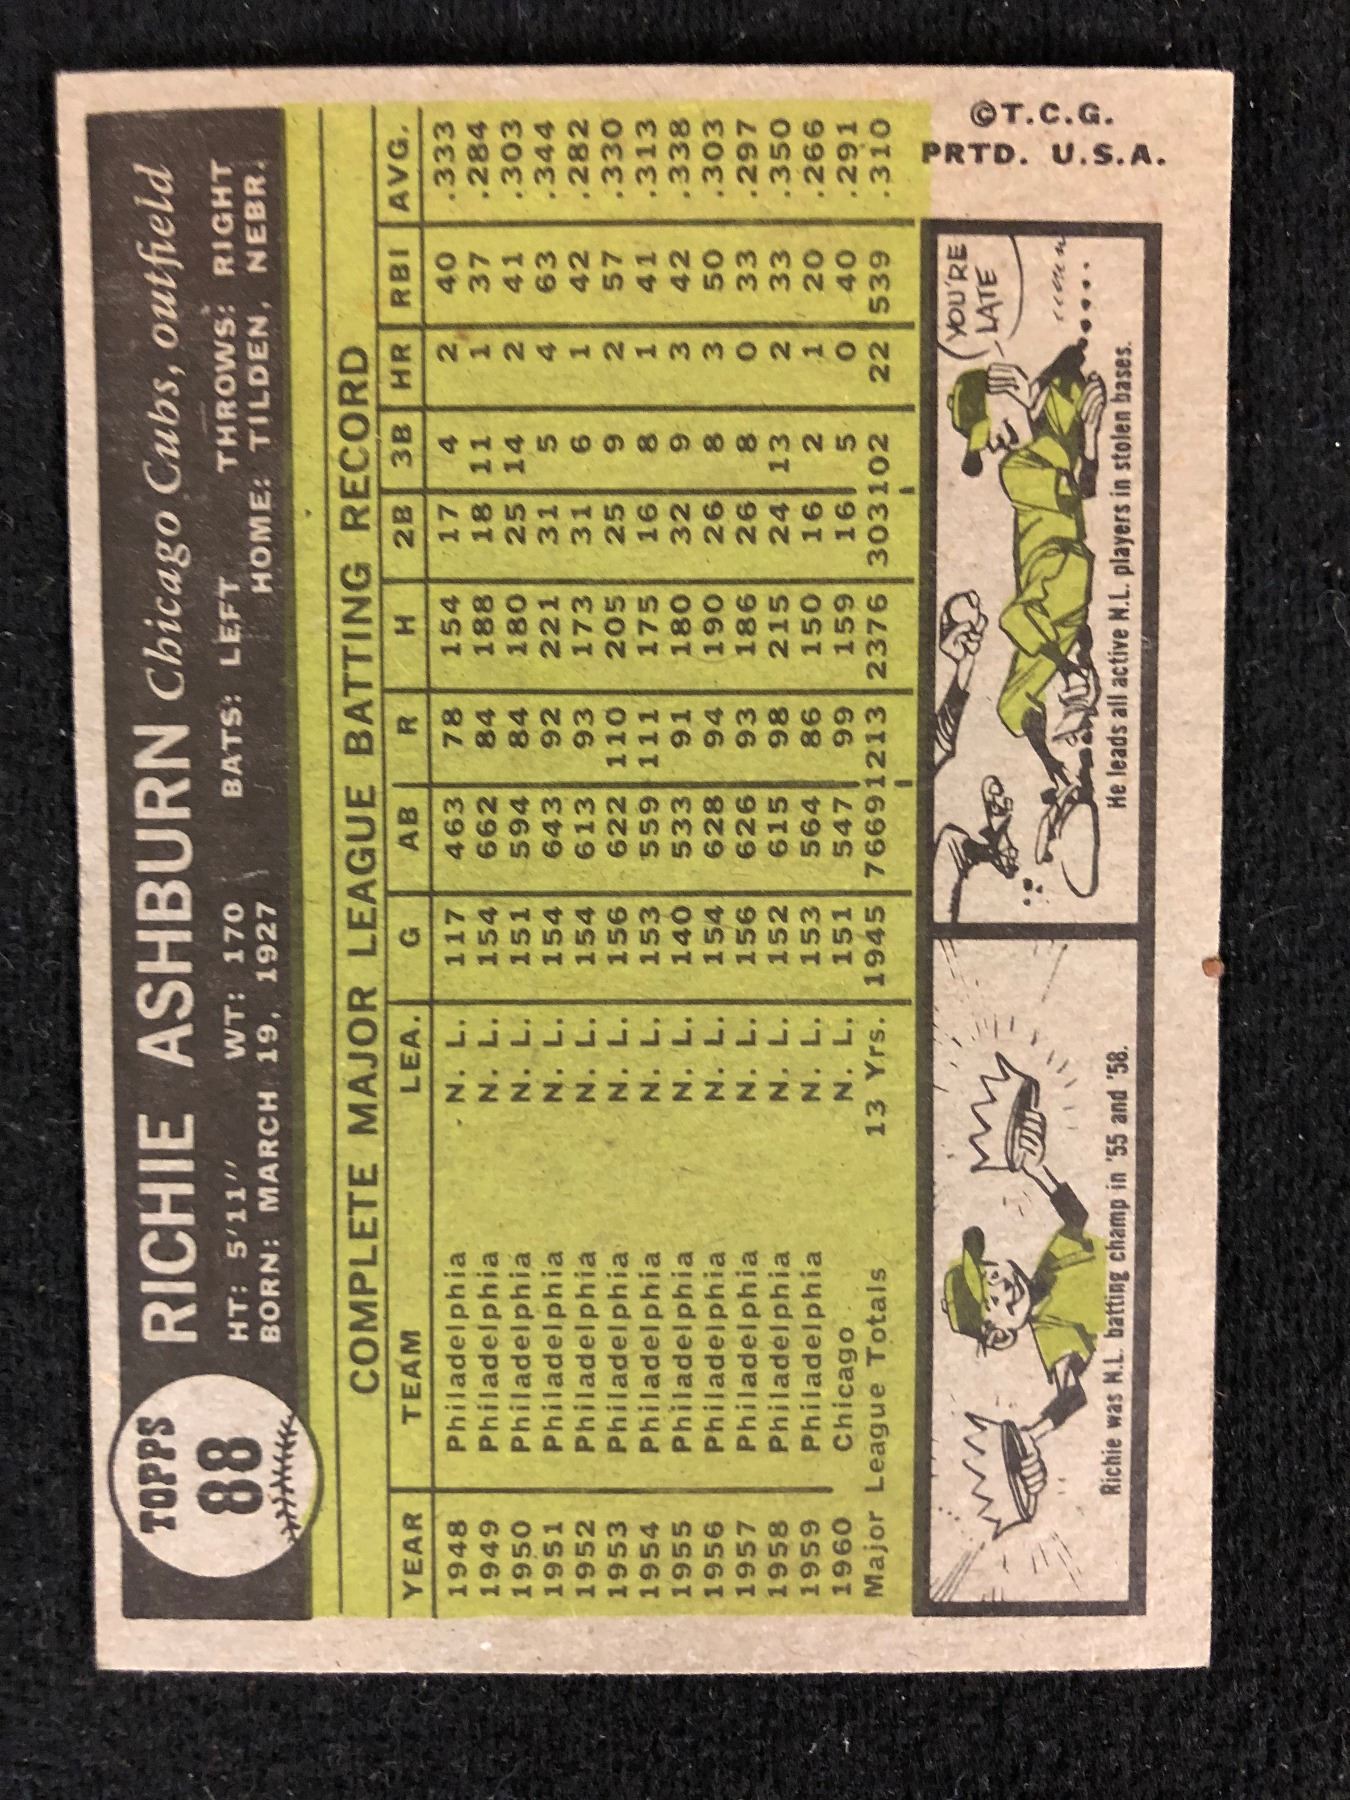 TOPPS
88
RICHIE ASHBURN Chicago Cubs, outfield
HT: 5'11" WT: 170 BATS: LEFT THROWS: RIGHT
BORN: MARCH 19, 1927 HOME: TILDEN, NEBR.
COMPLETE MAJOR LEAGUE BATTING RECORD
YEAR TEAM LEA. G AB R H 2B 3B HR RBI AVG.
1948 Philadelphia N. L. 117 463 78 154 17 4 2 40 .333
1949 Philadelphia N. L. 154 662 84 188 18 11 1 37 .284
1950 Philadelphia N. L. 151 594 84 180 25 14 2 41 .303
1951 Philadelphia N. L. 154 643 92 221 31 5 4 63 .344
1952 Philadelphia N. L. 154 613 93 173 31 6 1 42 .282
1953 Philadelphia N. L. 156 622 110 205 25 9 2 57 .330
1954 Philadelphia N. L. 153 559 111 175 16 8 1 41 .313
1955 Philadelphia N. L. 140 533 91 180 32 9 3 42 .338
1956 Philadelphia N. L. 154 628 94 190 26 8 3 50 .303
1957 Philadelphia N. L. 156 626 93 186 26 8 0 33 .297
1958 Philadelphia N. L. 152 615 98 215 24 13 2 33 .350
1959 Philadelphia N. L. 153 564 86 150 16 2 1 20 .266
1960 Chicago N. L. 151 547 99 159 16 5 0 40 .291
Major League Totals 13 Yrs. 1945 7669 1213 2376 303 102 22 539 .310
Richie was N.L. batting champ in '55 and '58.
YOU'RE
LATE
He leads all active N.L. players in stolen bases.
©T.C.G.
PRTD. U.S.A.